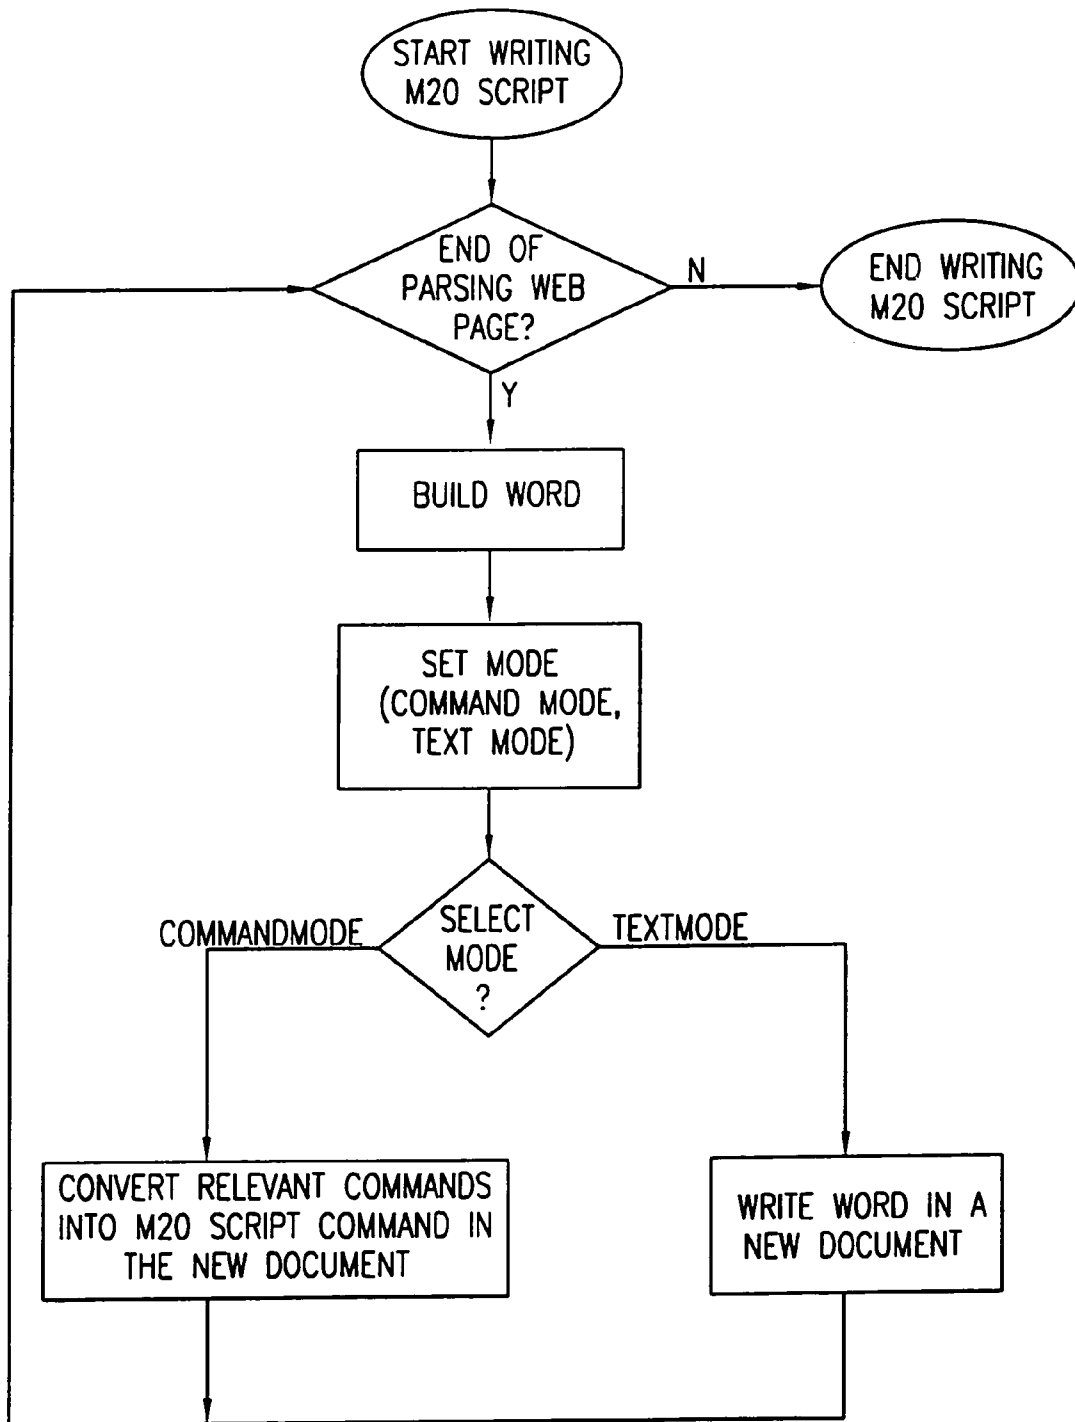 START WRITING
M20 SCRIPT
END OF
PARSING WEB
PAGE?
N
END WRITING
M20 SCRIPT
Y
BUILD WORD
SET MODE
(COMMAND MODE,
TEXT MODE)
COMMANDMODE
SELECT
MODE
?
TEXTMODE
CONVERT RELEVANT COMMANDS
INTO M20 SCRIPT COMMAND IN
THE NEW DOCUMENT
WRITE WORD IN A
NEW DOCUMENT